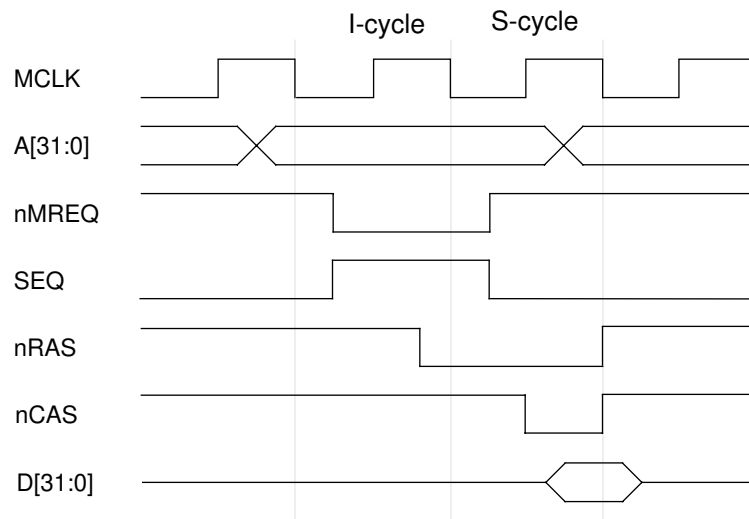 I-cycle S-cycle
MCLK
A[31:0]
nMREQ
SEQ
nRAS
nCAS
D[31:0]